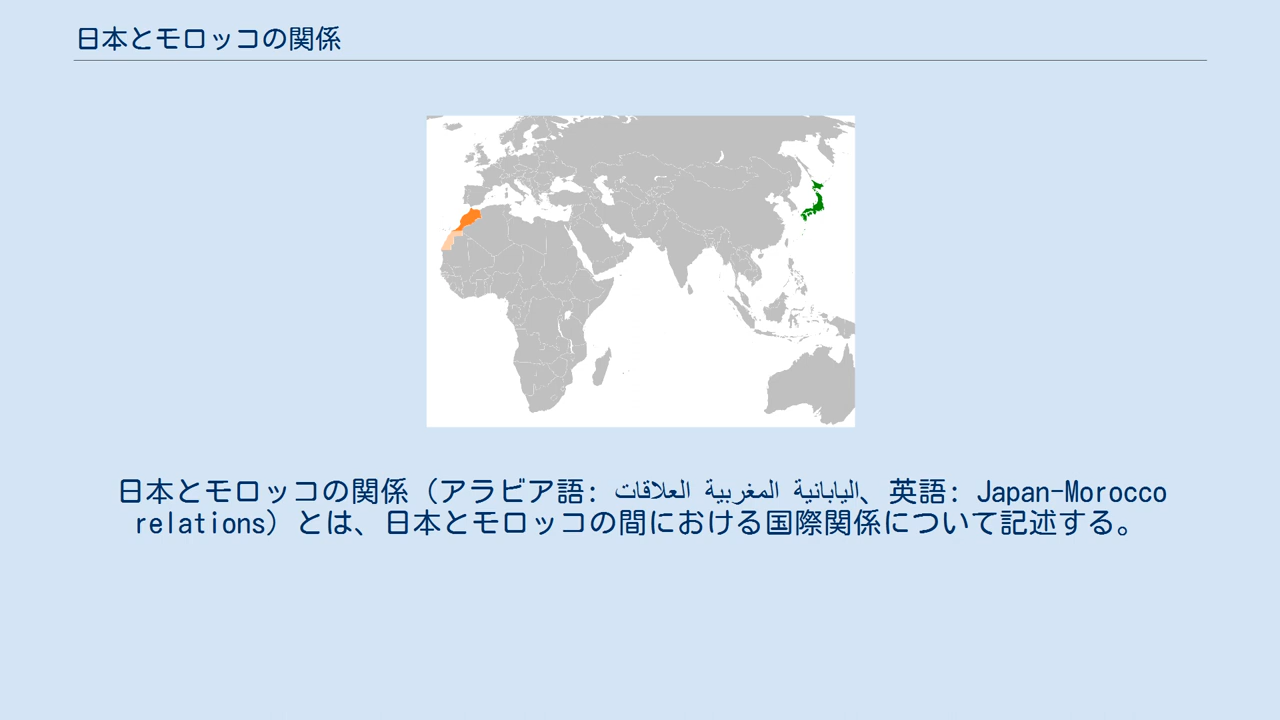 日本とモロッコの関係
日本とモロッコの関係（アラビア語: العلاقات المغربية اليابانية、英語: Japan-Morocco
relations）とは、日本とモロッコの間における国際関係について記述する。